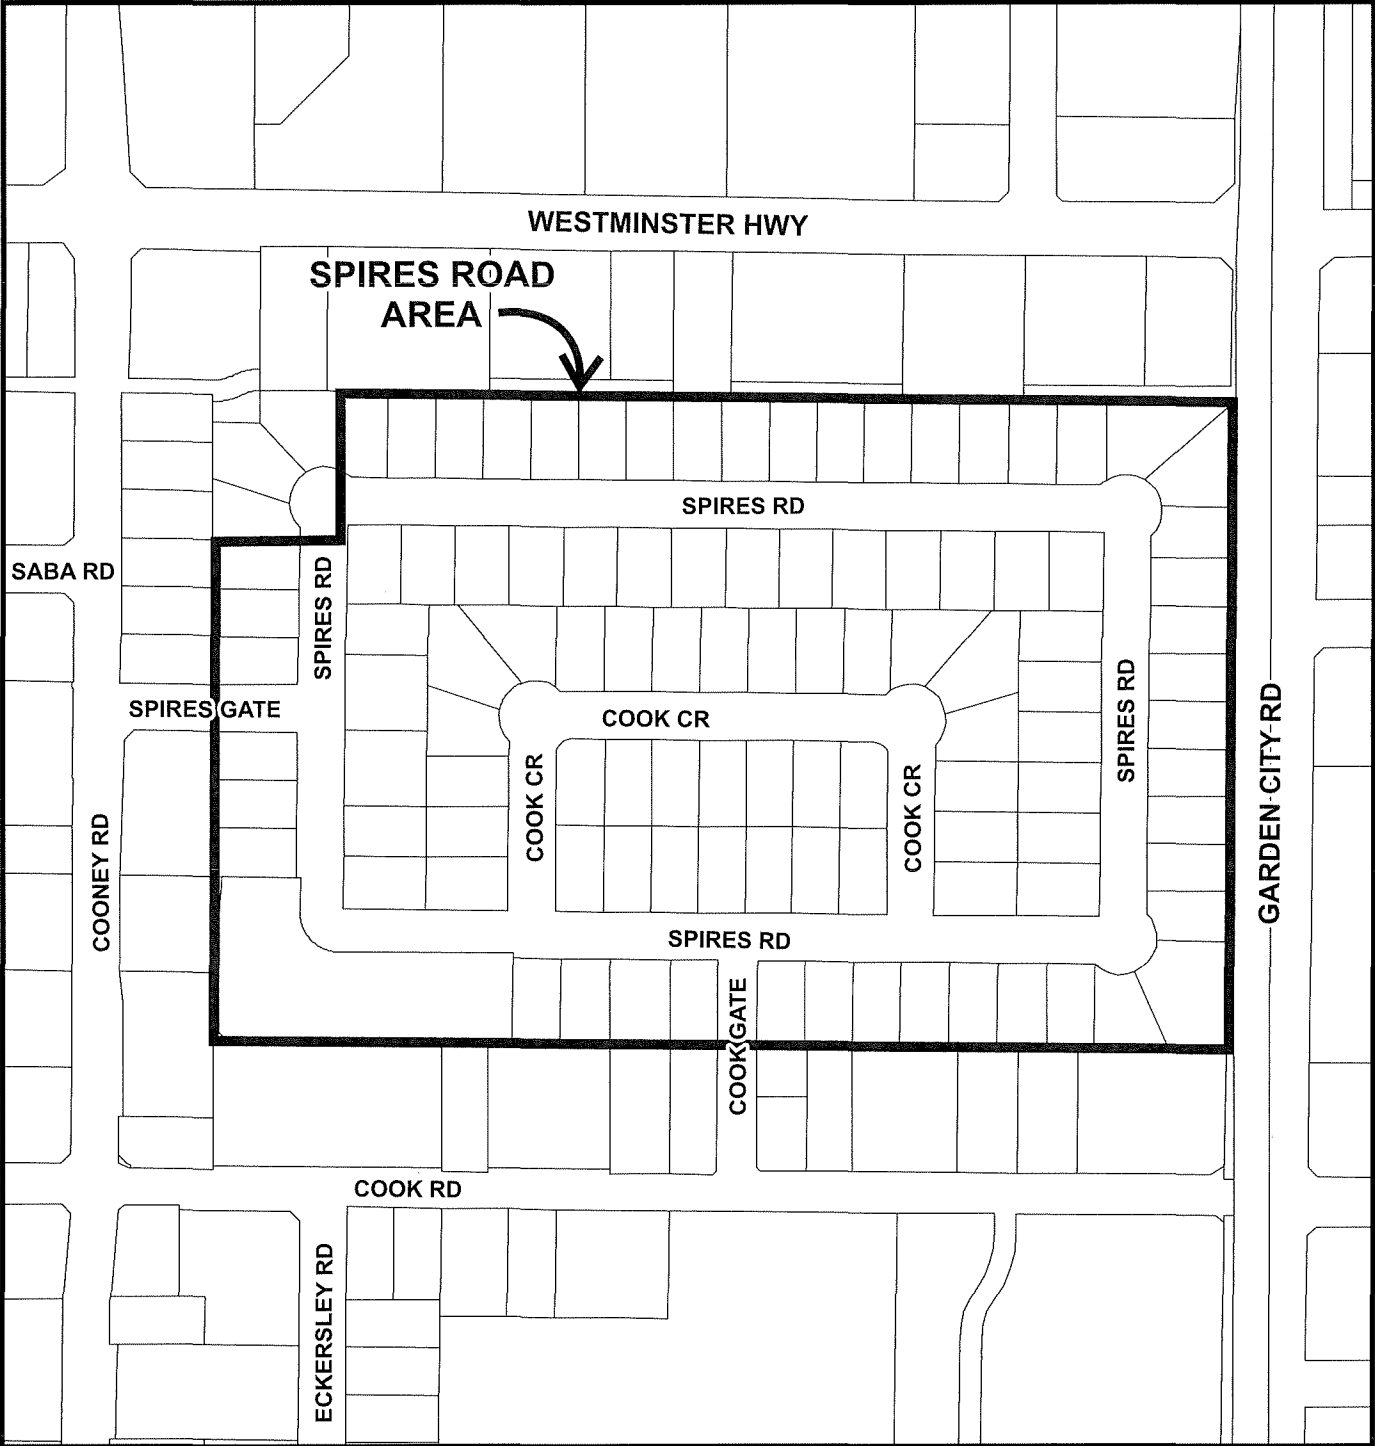 WESTMINSTER HWY
SPIRES ROAD
AREA
SPIRES RD
SABA RD
SPIRES RD
SPIRES RD
SPIRES GATE
COOK CR
GARDEN CITY RD
COOK CR
COOK CR
COONEY RD
SPIRES RD
COOK GATE
COOK RD
ECKERSLEY RD